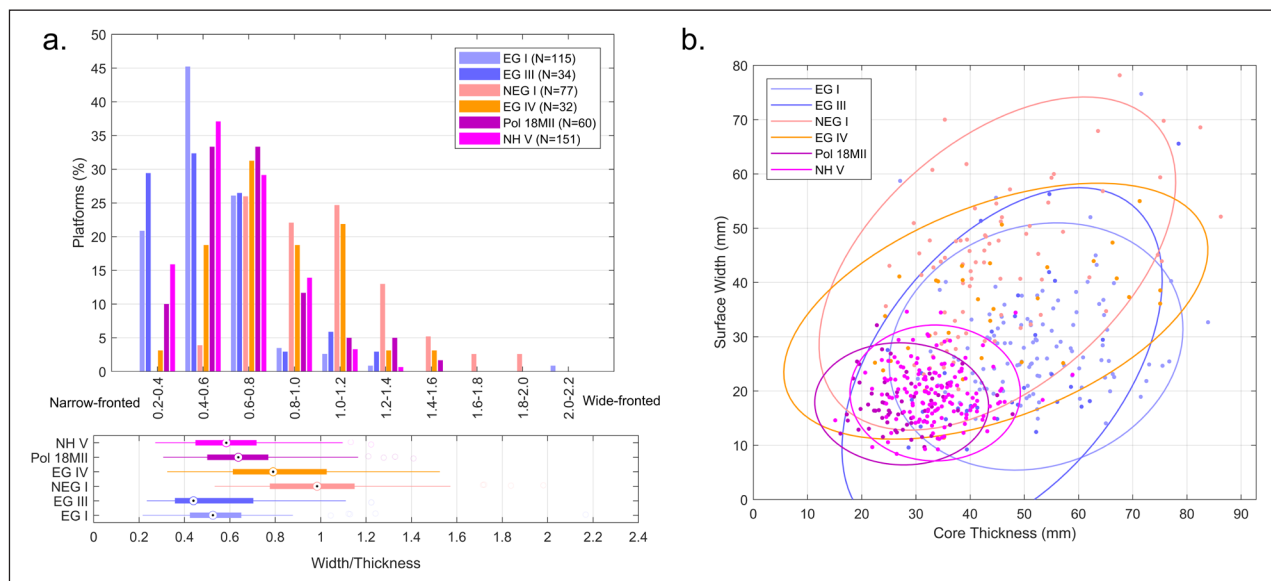 a.
50
45
40
35
30
25
20
15
10
5
0
Platforms (%)
EG I (N=115)
EG III (N=34)
NEG I (N=77)
EG IV (N=32)
Pol 18MII (N=60)
NH V (N=151)
Narrow-fronted
0.2-0.4
0.4-0.6
0.6-0.8
0.8-1.0
1.0-1.2
1.2-1.4
1.4-1.6
1.6-1.8
1.8-2.0
2.0-2.2
Wide-fronted
NH V
Pol 18MII
EG IV
NEG I
EG III
EG I
0 0.2 0.4 0.6 0.8 1 1.2 1.4 1.6 1.8 2 2.2 2.4
Width/Thickness
b.
80
70
60
50
40
30
20
10
0
Surface Width (mm)
EG I
EG III
NEG I
EG IV
Pol 18MII
NH V
0 10 20 30 40 50 60 70 80 90
Core Thickness (mm)